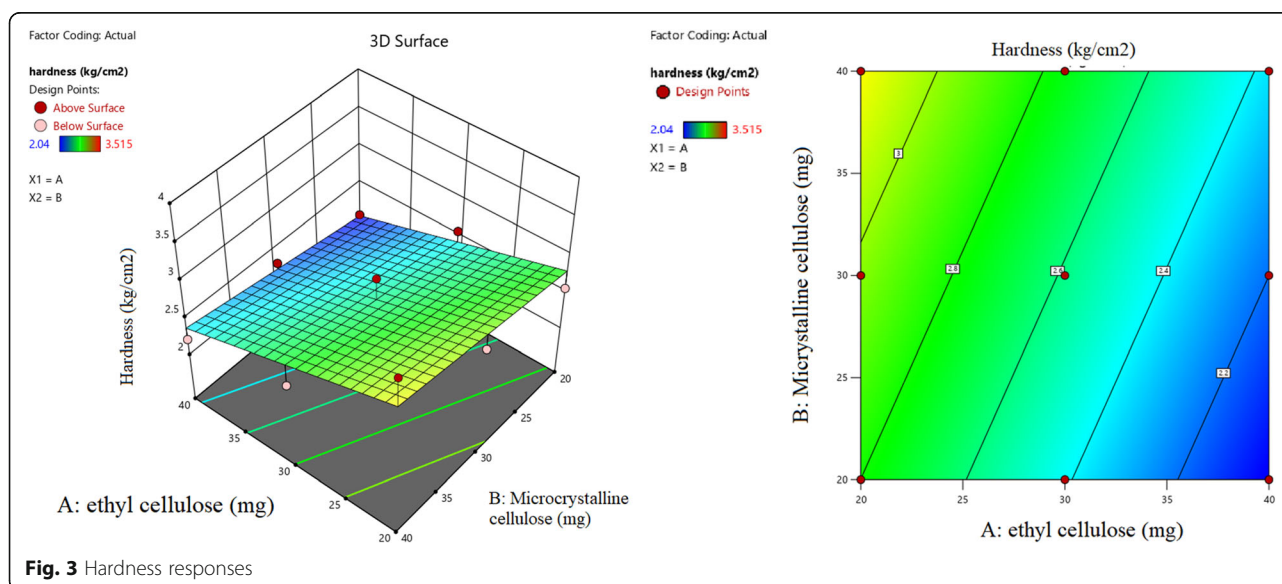 Factor Coding: Actual
3D Surface
hardness (kg/cm2)
Design Points:
Above Surface
Below Surface
2.04 3.515
X1 = A
X2 = B
4
3.5
3
2.5
2
Hardness (kg/cm2)
40
35
30
25
20
A: ethyl cellulose (mg)
20
25
30
35
40
B: Microcrystalline
cellulose (mg)
Factor Coding: Actual
hardness (kg/cm2)
Design Points
2.04 3.515
X1 = A
X2 = B
Hardness (kg/cm2)
40
35
30
25
20
B: Micrystalline cellulose (mg)
3
2.8
2.6
2.4
2.2
20 25 30 35 40
A: ethyl cellulose (mg)
Fig. 3 Hardness responses